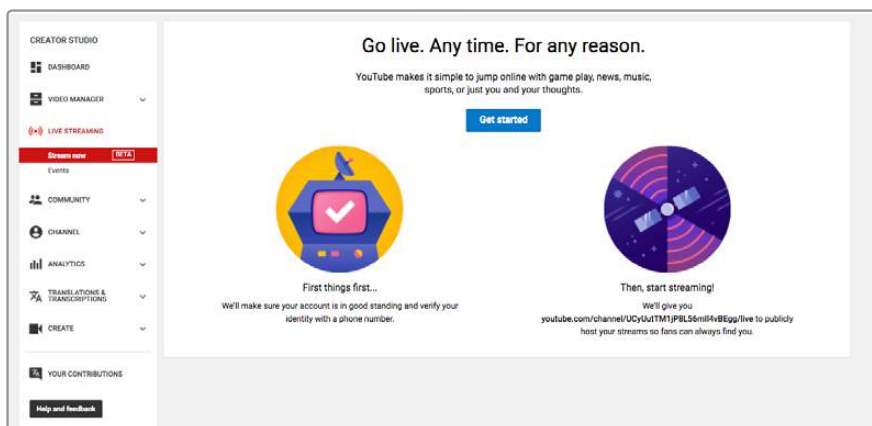 CREATOR STUDIO
DASHBOARD
VIDEO MANAGER
LIVE STREAMING
Stream now BETA
Events
COMMUNITY
CHANNEL
ANALYTICS
TRANSLATIONS &
TRANSCRIPTIONS
CREATE
YOUR CONTRIBUTIONS
Help and feedback
Go live. Any time. For any reason.
YouTube makes it simple to jump online with game play, news, music,
sports, or just you and your thoughts.
Get started
First things first...
We'll make sure your account is in good standing and verify your
identity with a phone number.
Then, start streaming!
We'll give you
youtube.com/channel/UCyUutTM1jP8L56mll4vBEgg/live to publicly
host your streams so fans can always find you.